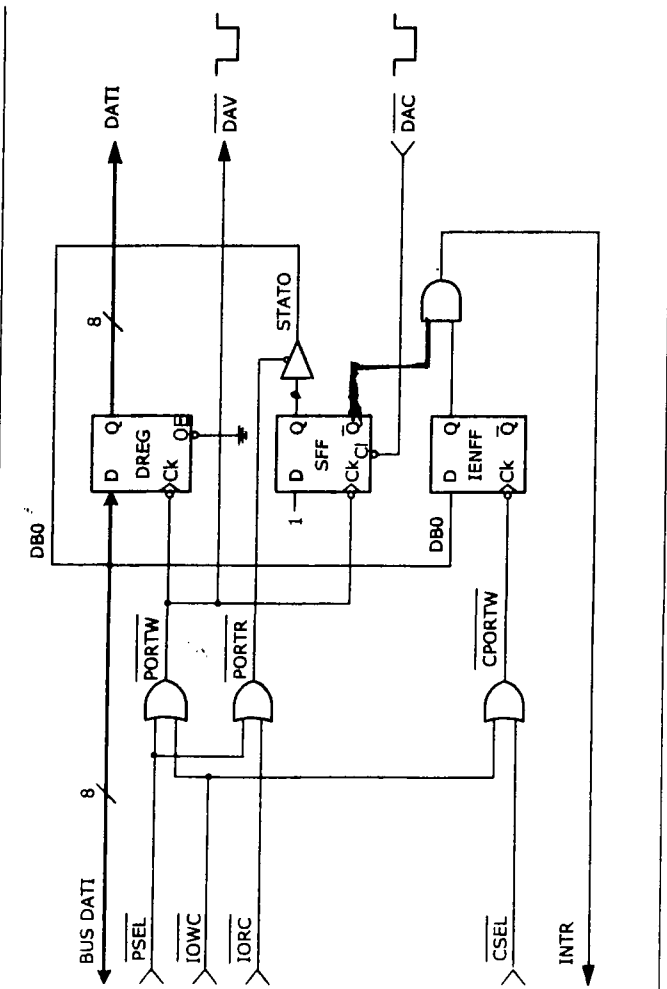 DB0
BUS DATI
8
D
Q
8
DATI
DREG
PSEL
PORTW
Ck
OE
IOWC
DAV
IORC
PORTR
STATO
1
D
Q
SFF
Ck
Cl
Q
DAC
DB0
D
Q
IENFF
CSEL
CPORTW
Ck
Q
INTR